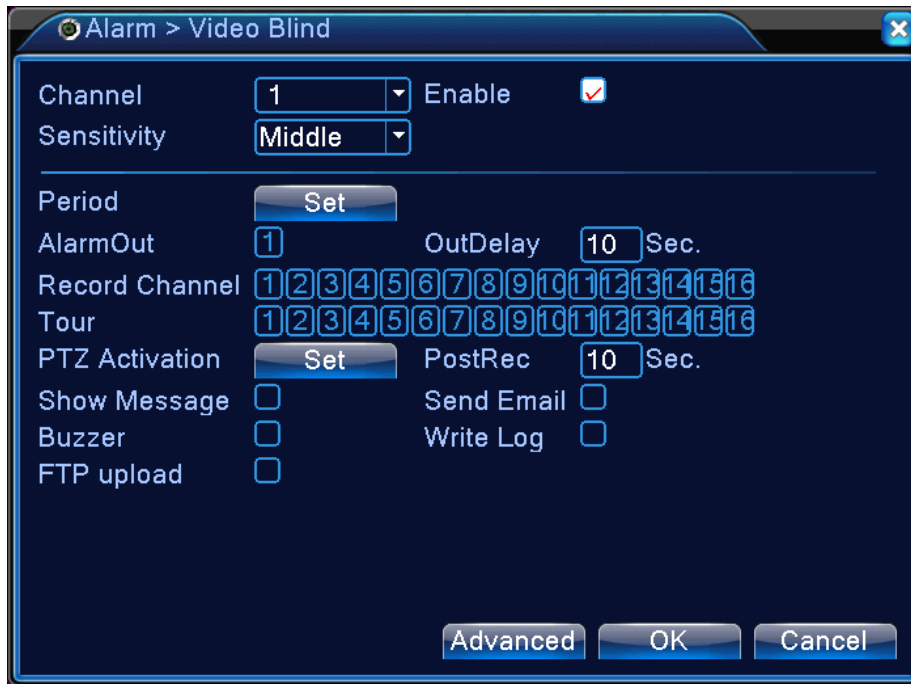 Alarm > Video Blind
Channel 1 Enable
Sensitivity Middle
Period Set
AlarmOut 1 OutDelay 10 Sec.
Record Channel 1 2 3 4 5 6 7 8 9 10 11 12 13 14 15 16
Tour 1 2 3 4 5 6 7 8 9 10 11 12 13 14 15 16
PTZ Activation Set PostRec 10 Sec.
Show Message Send Email
Buzzer Write Log
FTP upload
Advanced OK Cancel